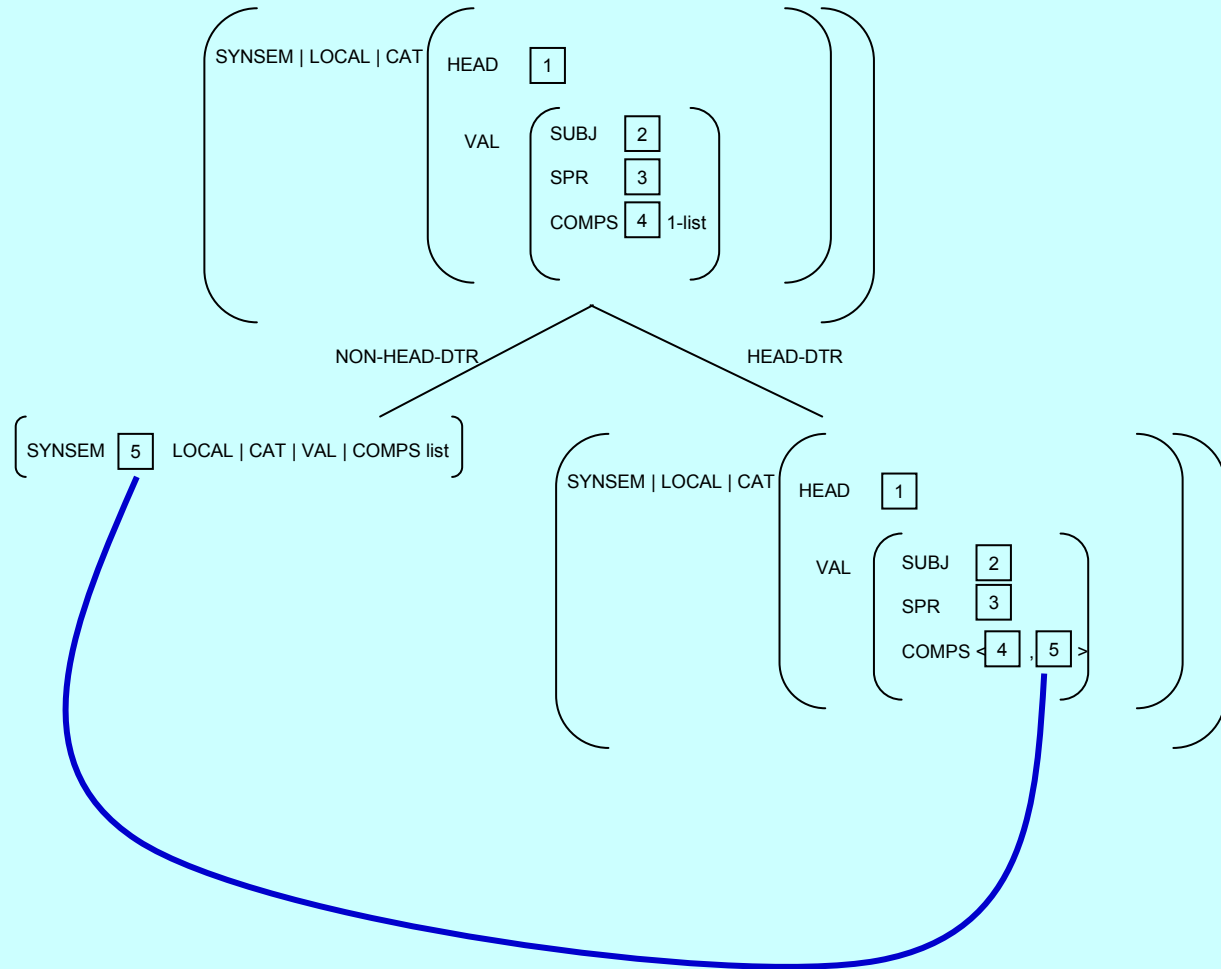 SYNSEM | LOCAL | CAT
HEAD 1
VAL
SUBJ 2
SPR 3
COMPS 4 1-list
NON-HEAD-DTR
HEAD-DTR
SYNSEM 5 LOCAL | CAT | VAL | COMPS list
SYNSEM | LOCAL | CAT
HEAD 1
VAL
SUBJ 2
SPR 3
COMPS < 4 , 5 >